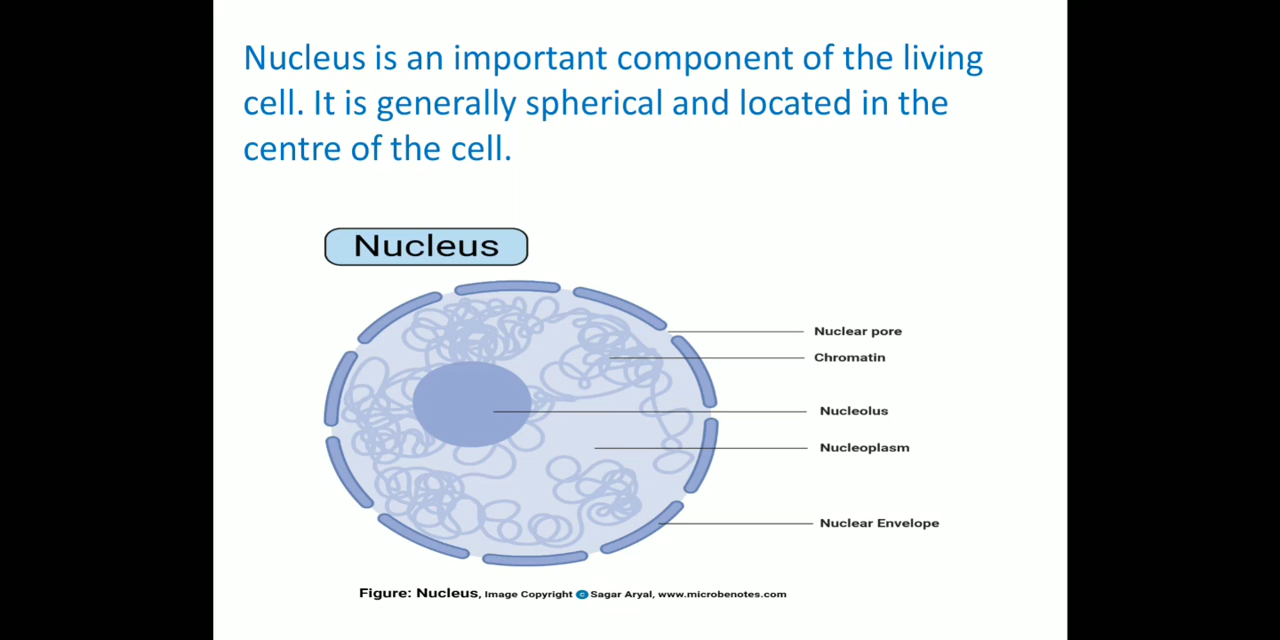 Nucleus is an important component of the living
cell. It is generally spherical and located in the
centre of the cell.
Nucleus
Nuclear pore
Chromatin
Nucleolus
Nucleoplasm
Nuclear Envelope
Figure: Nucleus, Image Copyright © Sagar Aryal, www.microbenotes.com